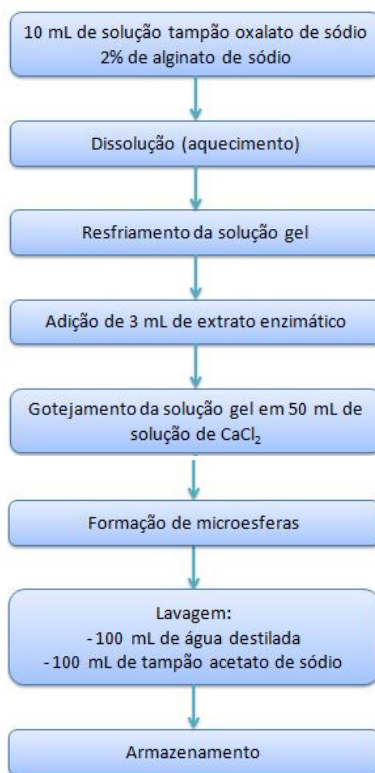 10 mL de solução tampão oxalato de sódio
2% de alginato de sódio
Dissolução (aquecimento)
Resfriamento da solução gel
Adição de 3 mL de extrato enzimático
Gotejamento da solução gel em 50 mL de
solução de CaCl₂
Formação de microesferas
Lavagem:
- 100 mL de água destilada
- 100 mL de tampão acetato de sódio
Armazenamento